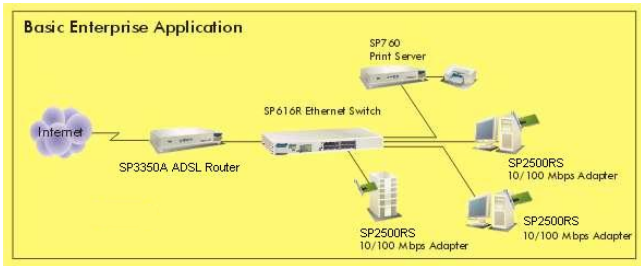 Basic Enterprise Application
SP760
Print Server
SP616R Ethernet Switch
Internet
SP3350A ADSL Router
SP2500RS
10/100 Mbps Adapter
SP2500RS
10/100 Mbps Adapter
SP2500RS
10/100 Mbps Adapter